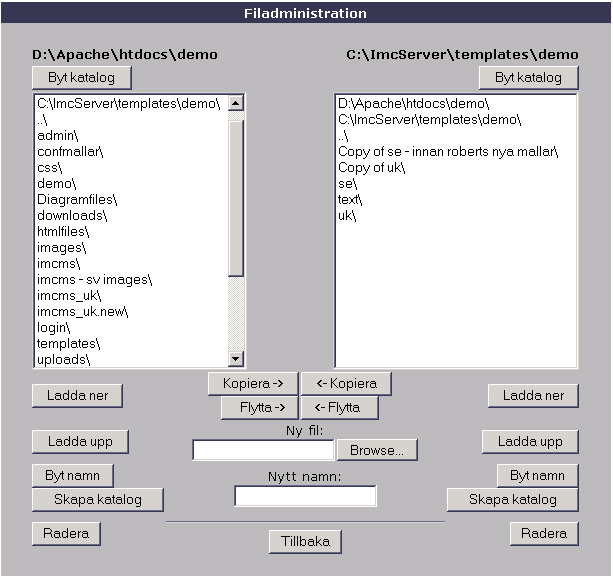 Filadministration
D:\Apache\htdocs\demo
C:\ImcServer\templates\demo
Byt katalog
Byt katalog
C:\ImcServer\templates\demo\
..\
admin\
confmallar\
css\
demo\
Diagramfiles\
downloads\
htmlfiles\
images\
imcms\
imcms - sv images\
imcms_uk\
imcms_uk.new\
login\
templates\
uploads\
D:\Apache\htdocs\demo\
C:\ImcServer\templates\demo\
..\
Copy of se - innan roberts nya mallar\
Copy of uk\
se\
text\
uk\
Kopiera ->
<- Kopiera
Ladda ner
Flytta ->
<- Flytta
Ladda ner
Ny fil:
Ladda upp
Browse...
Ladda upp
Byt namn
Nytt namn:
Byt namn
Skapa katalog
Skapa katalog
Radera
Tillbaka
Radera